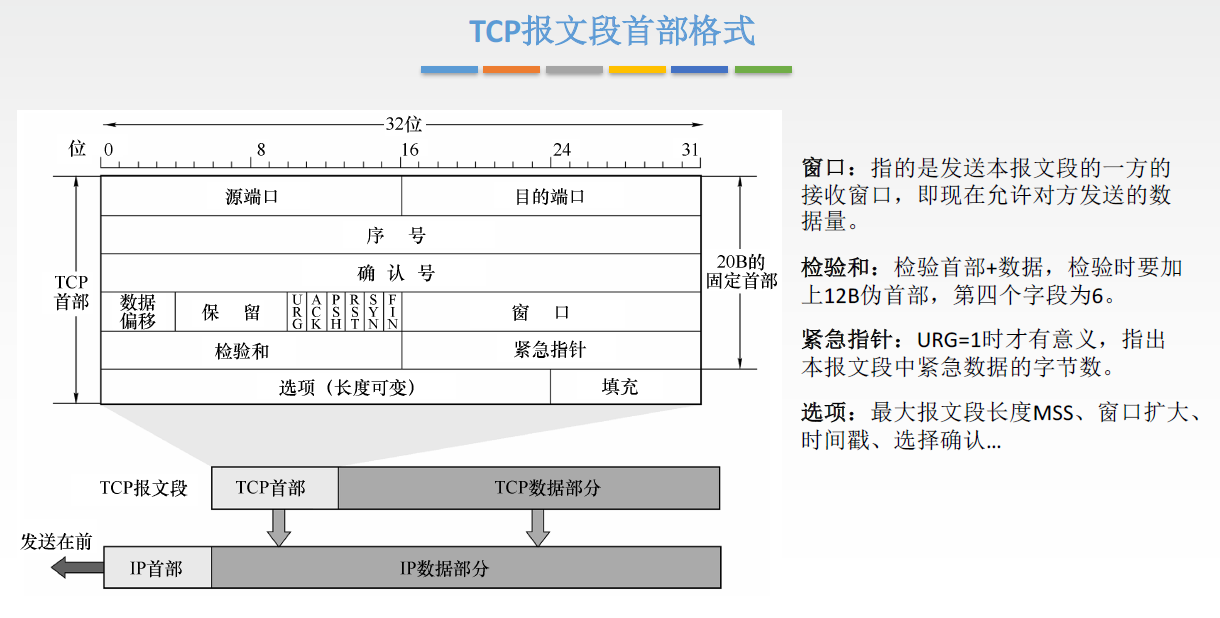 TCP报文段首部格式
32位
位 0 8 16 24 31
源端口 目的端口
序 号
确 认 号
TCP
首部
20B的
固定首部
数据
偏移
保 留
URG ACK PSH RST SYN FIN
窗 口
检验和 紧急指针
选项（长度可变） 填充
TCP报文段 TCP首部 TCP数据部分
发送在前
IP首部 IP数据部分
窗口：指的是发送本报文段的一方的
接收窗口，即现在允许对方发送的数
据量。
检验和：检验首部+数据，检验时要加
上12B伪首部，第四个字段为6。
紧急指针：URG=1时才有意义，指出
本报文段中紧急数据的字节数。
选项：最大报文段长度MSS、窗口扩大、
时间戳、选择确认...